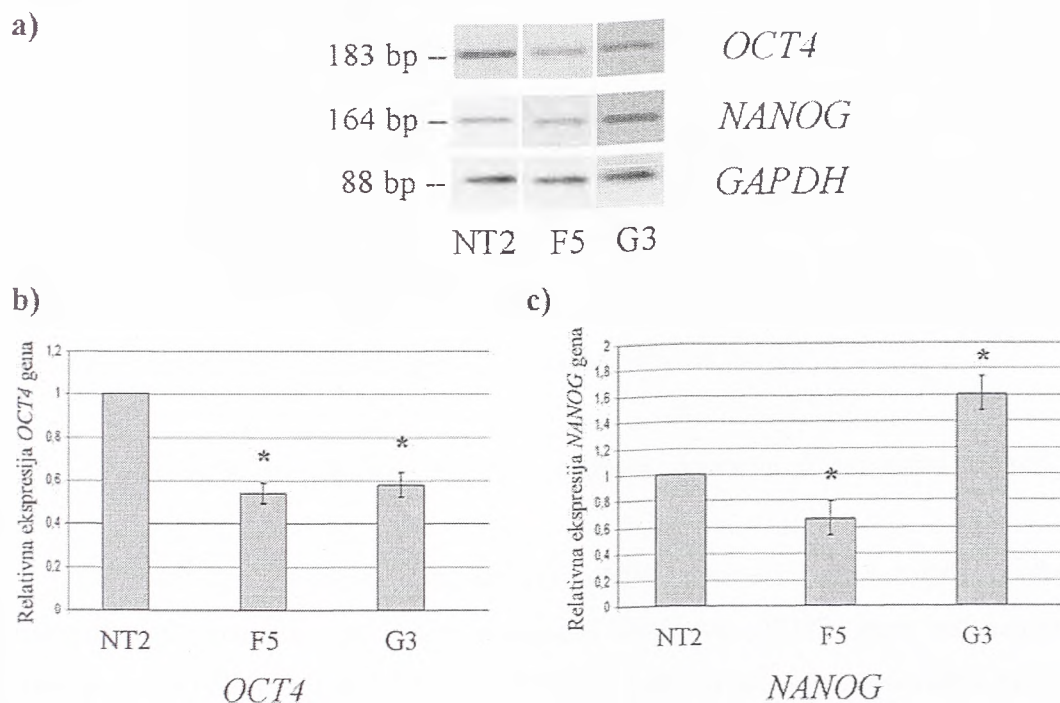 a)
183 bp -- OCT4
164 bp -- NANOG
88 bp -- GAPDH
NT2 F5 G3
b)
Relativna ekspresija OCT4 gena
1,2
1
0,8
0,6
0,4
0,2
0
* *
NT2 F5 G3
OCT4
c)
Relativna ekspresija NANOG gena
2
1,8
1,6
1,4
1,2
1
0,8
0,6
0,4
0,2
0
* *
NT2 F5 G3
NANOG